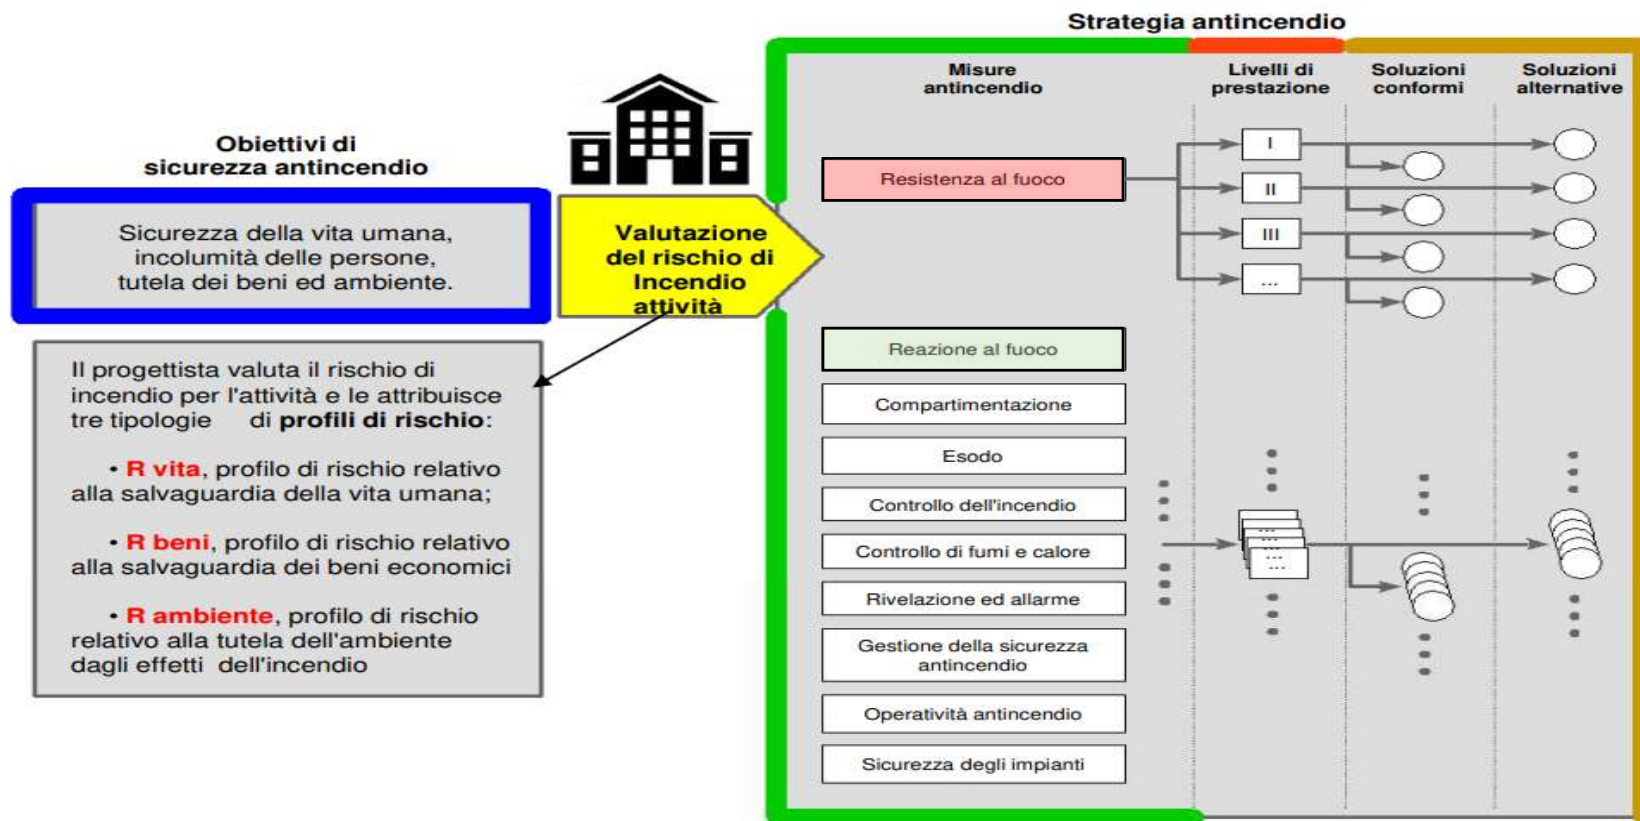 Strategia antincendio
Obiettivi di
sicurezza antincendio
Sicurezza della vita umana,
incolumità delle persone,
tutela dei beni ed ambiente.
Valutazione
del rischio di
Incendio
attività
Il progettista valuta il rischio di
incendio per l'attività e le attribuisce
tre tipologie di profili di rischio:
• R vita, profilo di rischio relativo
alla salvaguardia della vita umana;
• R beni, profilo di rischio relativo
alla salvaguardia dei beni economici
• R ambiente, profilo di rischio
relativo alla tutela dell'ambiente
dagli effetti dell'incendio
Misure
antincendio
Livelli di
prestazione
Soluzioni
conformi
Soluzioni
alternative
Resistenza al fuoco
I
II
III
...
Reazione al fuoco
Compartimentazione
Esodo
Controllo dell'incendio
Controllo di fumi e calore
Rivelazione ed allarme
Gestione della sicurezza
antincendio
Operatività antincendio
Sicurezza degli impianti
...
...
...
...
...